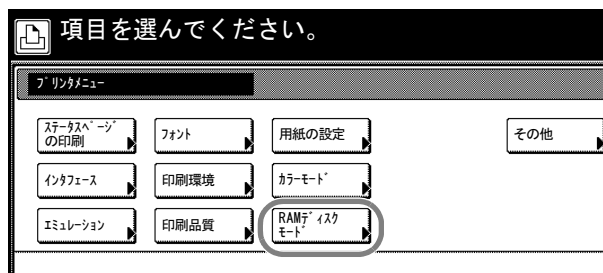 項目を選んでください。
ﾌﾟﾘﾝﾀﾒﾆｭｰ
ｽﾃｰﾀｽﾍﾟｰｼﾞ
の印刷
ﾌｫﾝﾄ
用紙の設定
その他
ｲﾝﾀﾌｪｰｽ
印刷環境
ｶﾗｰﾓｰﾄﾞ
ｴﾐｭﾚｰｼｮﾝ
印刷品質
RAMﾃﾞｨｽｸ
ﾓｰﾄﾞ